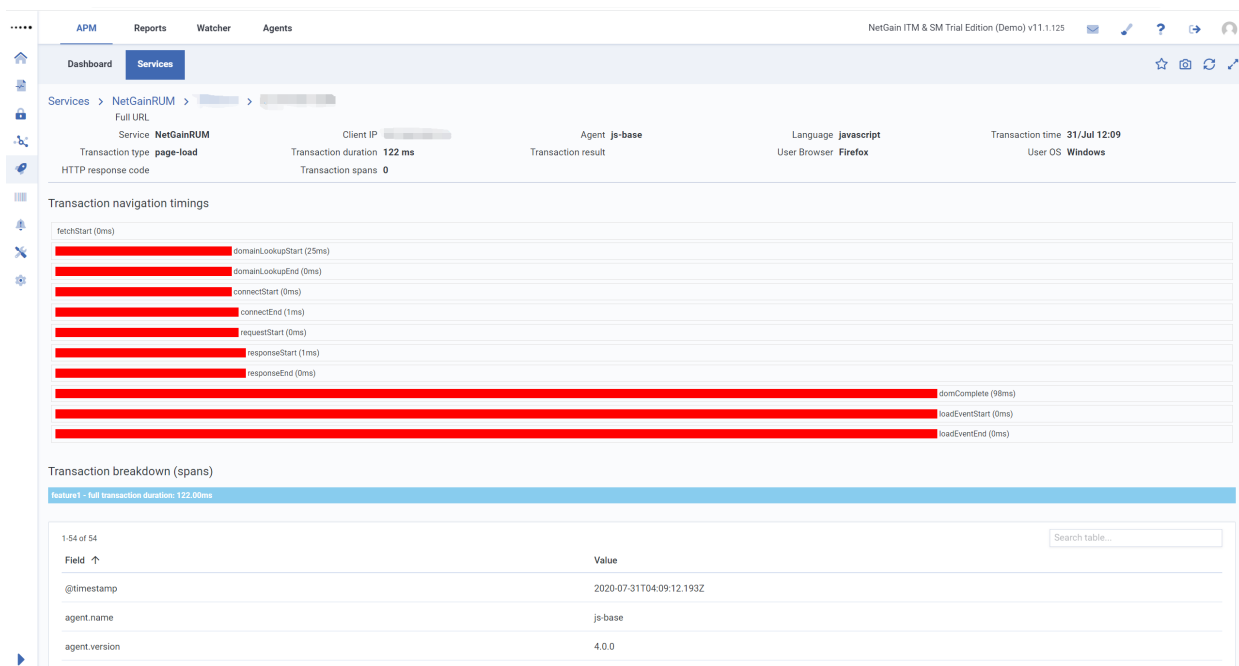 APM Reports Watcher Agents NetGain ITM & SM Trial Edition (Demo) v11.1.125 ?
Dashboard Services
Services > NetGainRUM > >
Full URL
Service NetGainRUM Client IP Agent js-base Language javascript Transaction time 31/Jul 12:09
Transaction type page-load Transaction duration 122 ms Transaction result User Browser Firefox User OS Windows
HTTP response code Transaction spans 0
Transaction navigation timings
fetchStart (0ms)
domainLookupStart (25ms)
domainLookupEnd (0ms)
connectStart (0ms)
connectEnd (1ms)
requestStart (0ms)
responseStart (1ms)
responseEnd (0ms)
domComplete (98ms)
loadEventStart (0ms)
loadEventEnd (0ms)
Transaction breakdown (spans)
feature1 - full transaction duration: 122.00ms
1-54 of 54 Search table...
Field ↑ Value
@timestamp 2020-07-31T04:09:12.193Z
agent.name js-base
agent.version 4.0.0